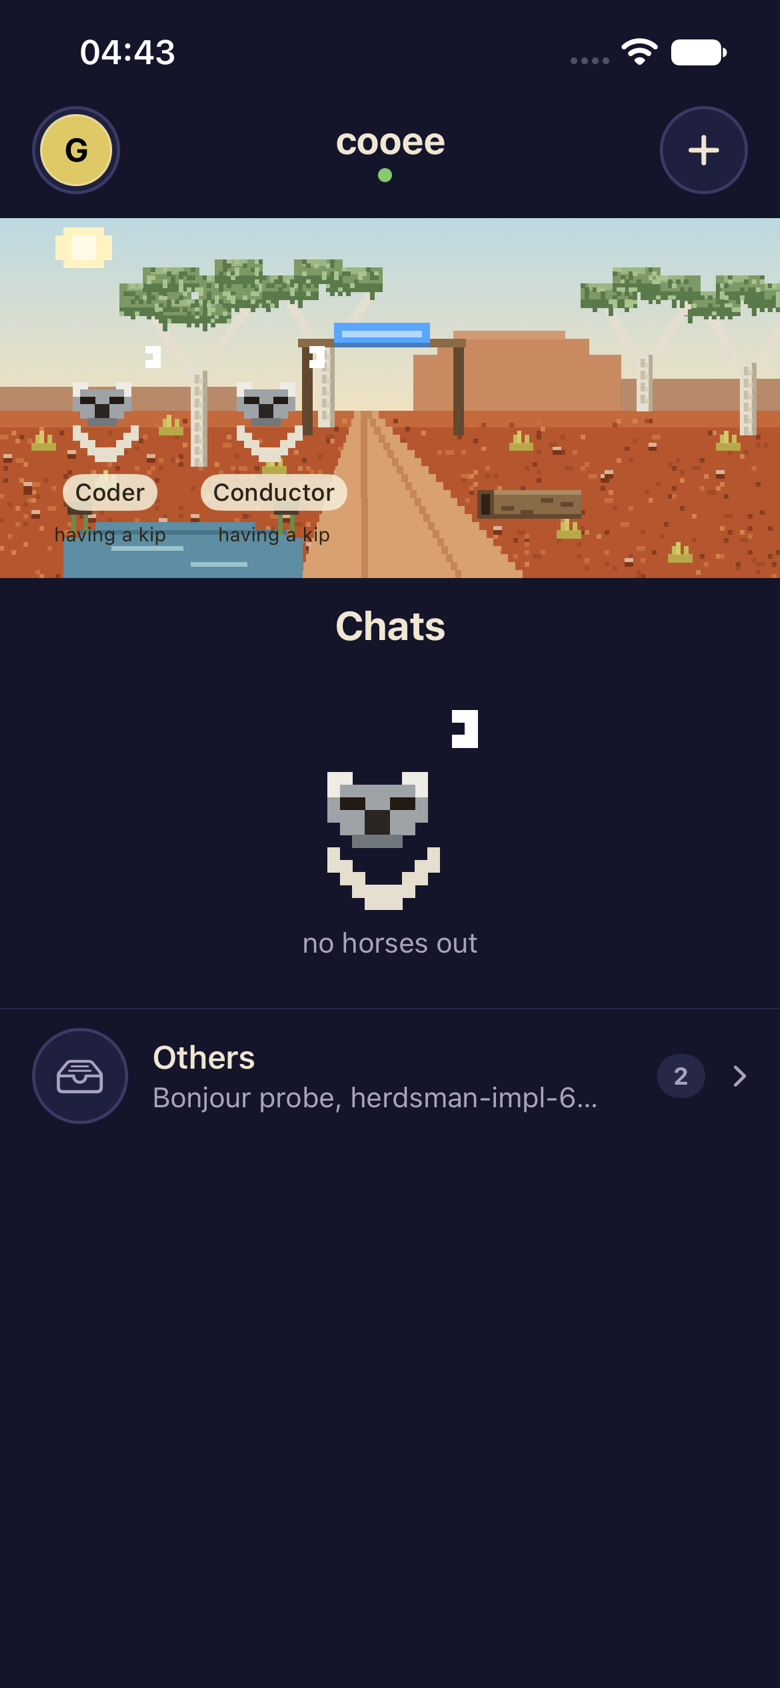 04:43
G
cooee
+
Coder
Conductor
having a kip
having a kip
Chats
no horses out
Others
Bonjour probe, herdsman-impl-6...
2